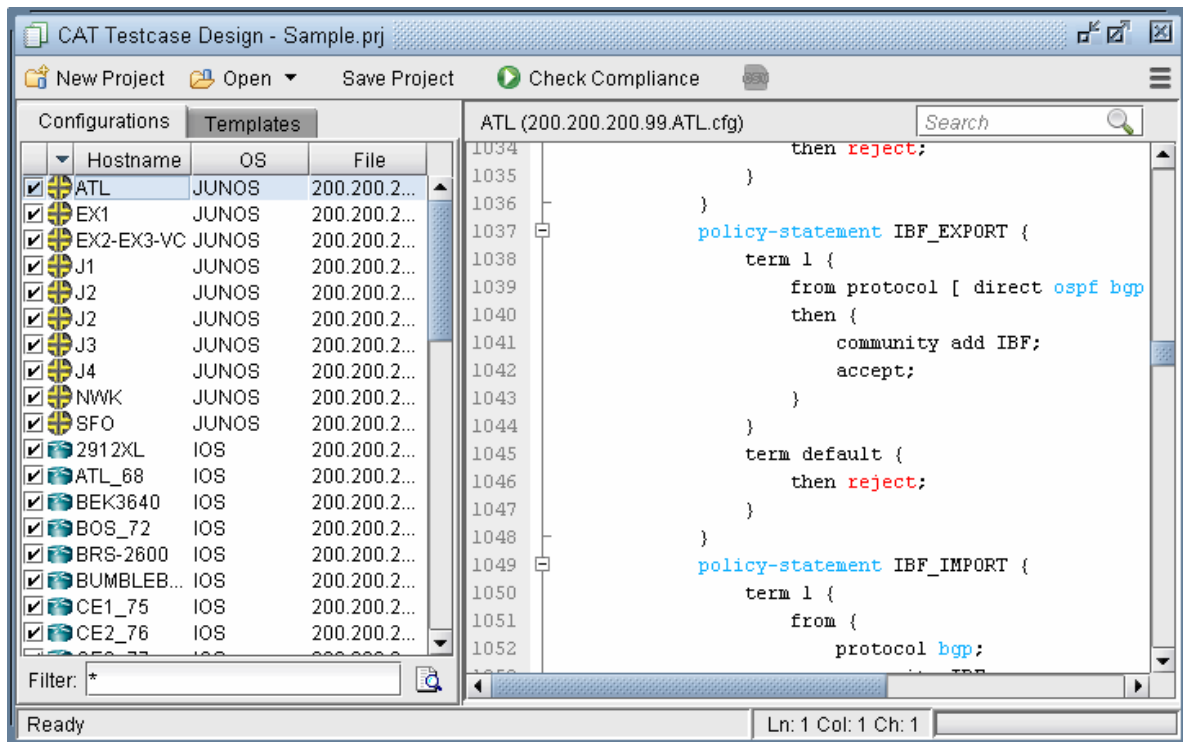 CAT Testcase Design - Sample.prj
New Project Open Save Project Check Compliance
Configurations Templates
Hostname OS File
ATL JUNOS 200.200.2...
EX1 JUNOS 200.200.2...
EX2-EX3-VC JUNOS 200.200.2...
J1 JUNOS 200.200.2...
J2 JUNOS 200.200.2...
J2 JUNOS 200.200.2...
J3 JUNOS 200.200.2...
J4 JUNOS 200.200.2...
NWK JUNOS 200.200.2...
SFO JUNOS 200.200.2...
2912XL IOS 200.200.2...
ATL_68 IOS 200.200.2...
BEK3640 IOS 200.200.2...
BOS_72 IOS 200.200.2...
BRS-2600 IOS 200.200.2...
BUMBLEB... IOS 200.200.2...
CE1_75 IOS 200.200.2...
CE2_76 IOS 200.200.2...
Filter: *
ATL (200.200.200.99.ATL.cfg) Search
1034 then reject;
1035 }
1036 }
1037 policy-statement IBF_EXPORT {
1038 term 1 {
1039 from protocol [ direct ospf bgp
1040 then {
1041 community add IBF;
1042 accept;
1043 }
1044 }
1045 term default {
1046 then reject;
1047 }
1048 }
1049 policy-statement IBF_IMPORT {
1050 term 1 {
1051 from {
1052 protocol bgp;
Ready Ln: 1 Col: 1 Ch: 1